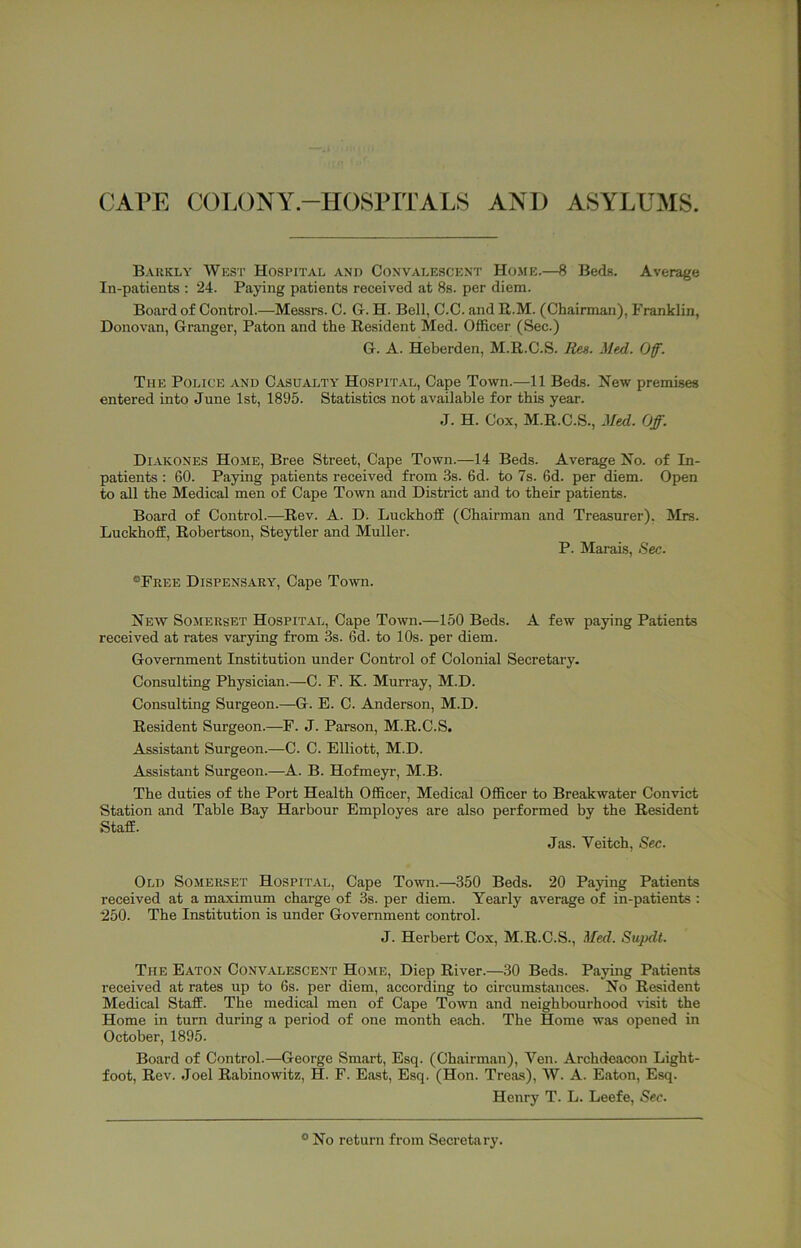 CAPE COLONY.—HOSPITALS AND ASYLUMS.
BARKLY WEST HOSPITAL AND CONVALESCENT HOME.—8 Beds. Average
In-patients : 24. Paying patients received at 8s. per diem.
Board of Control.—Messrs. C. G. H. Bell, C.C. and R.M. (Chairman), Franklin,
Donovan, Granger, Paton and the Resident Med. Officer (Sec.)
G. A. Heberden, M.R.C.S. Res. Med. Off.
THE POLICE AND CASUALTY HOSPITAL, Cape Town.—11 Beds. New premises
entered into June 1st, 1895. Statistics not available for this year.
J. H. Cox, M.R.C.S., Med. Off.
DIAKONES HOME, Bree Street, Cape Town.—14 Beds. Average No. of In-
patients : 60. Paying patients received from 3s. 6d. to 7s. 6d. per diem. Open
to all the Medical men of Cape Town and District and to their patients.
Board of Control.—Rev. A. D. Luckhoff (Chairman and Treasurer), Mrs.
Luckhoff, Robertson, Steytler and Muller.
P. Marais, Sec.
°FREE DISPENSARY, Cape Town.
NEW SOMERSET HOSPITAL, Cape Town.—150 Beds. A few paying Patients
received at rates varying from 3s. 6d. to 10s. per diem.
Government Institution under Control of Colonial Secretary.
Consulting Physician.—C. F. K. Murray, M.D.
Consulting Surgeon.—G. E. C. Anderson, M.D.
Resident Surgeon.—F. J. Parson, M.R.C.S.
Assistant Surgeon.—C. C. Elliott, M.D.
Assistant Surgeon.—A. B. Hofmeyr, M.B.
The duties of the Port Health Officer, Medical Officer to Breakwater Convict
Station and Table Bay Harbour Employes are also performed by the Resident
Staff.
Jas. Veitch, Sec.
OLD SOMERSET HOSPITAL, Cape Town.—350 Beds. 20 Paying Patients
received at a maximum charge of 3s. per diem. Yearly average of in-patients :
250. The Institution is under Government control.
J. Herbert Cox, M.R.C.S., Med. Supdt.
THE EATON CONVALESCENT HOME, Diep River.—30 Beds. Paying Patients
received at rates up to 6s. per diem, according to circumstances. No Resident
Medical Staff. The medical men of Cape Town and neighbourhood visit the
Home in turn during a period of one month each. The Home was opened in
October, 1895.
Board of Control.—George Smart, Esq. (Chairman), Ven. Archdeacon Light-
foot, Rev. Joel Rabinowitz, H. F. East, Esq. (Hon. Treas), W. A. Eaton, Esq.
Henry T. L. Leefe, Sec.
° No return from Secretary.